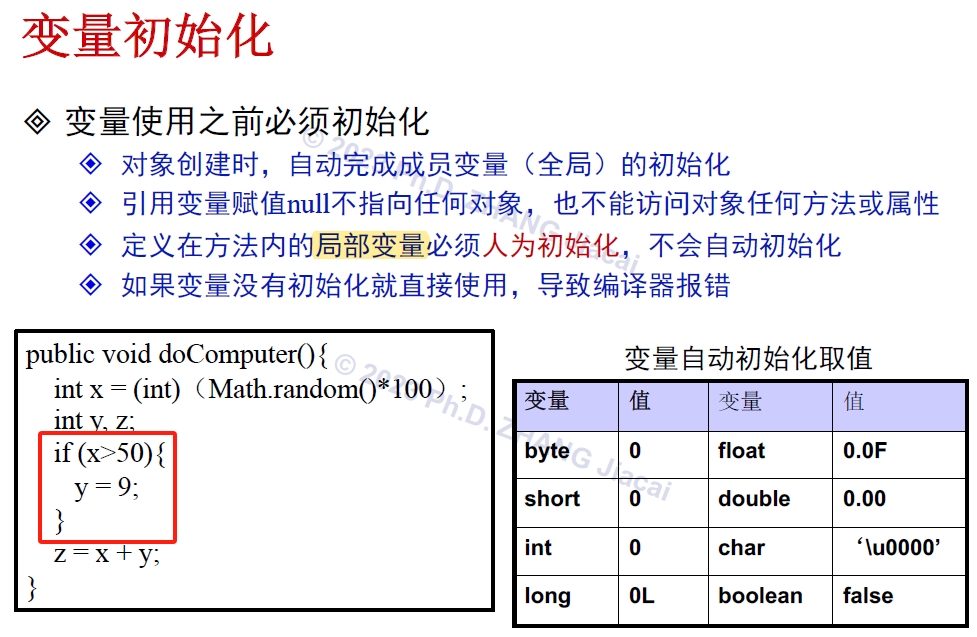 变量初始化
变量使用之前必须初始化
对象创建时，自动完成成员变量（全局）的初始化
引用变量赋值null不指向任何对象，也不能访问对象任何方法或属性
定义在方法内的局部变量必须人为初始化，不会自动初始化
如果变量没有初始化就直接使用，导致编译器报错
public void doComputer(){
int x = (int)（Math.random()*100）;
int y, z;
if (x>50){
y = 9;
}
z = x + y;
}
变量自动初始化取值
变量 值 变量 值
byte 0 float 0.0F
short 0 double 0.00
int 0 char ‘\u0000’
long 0L boolean false
© 2020 Ph.D. ZHANG Jiacai
© 2020 Ph.D. ZHANG Jiacai